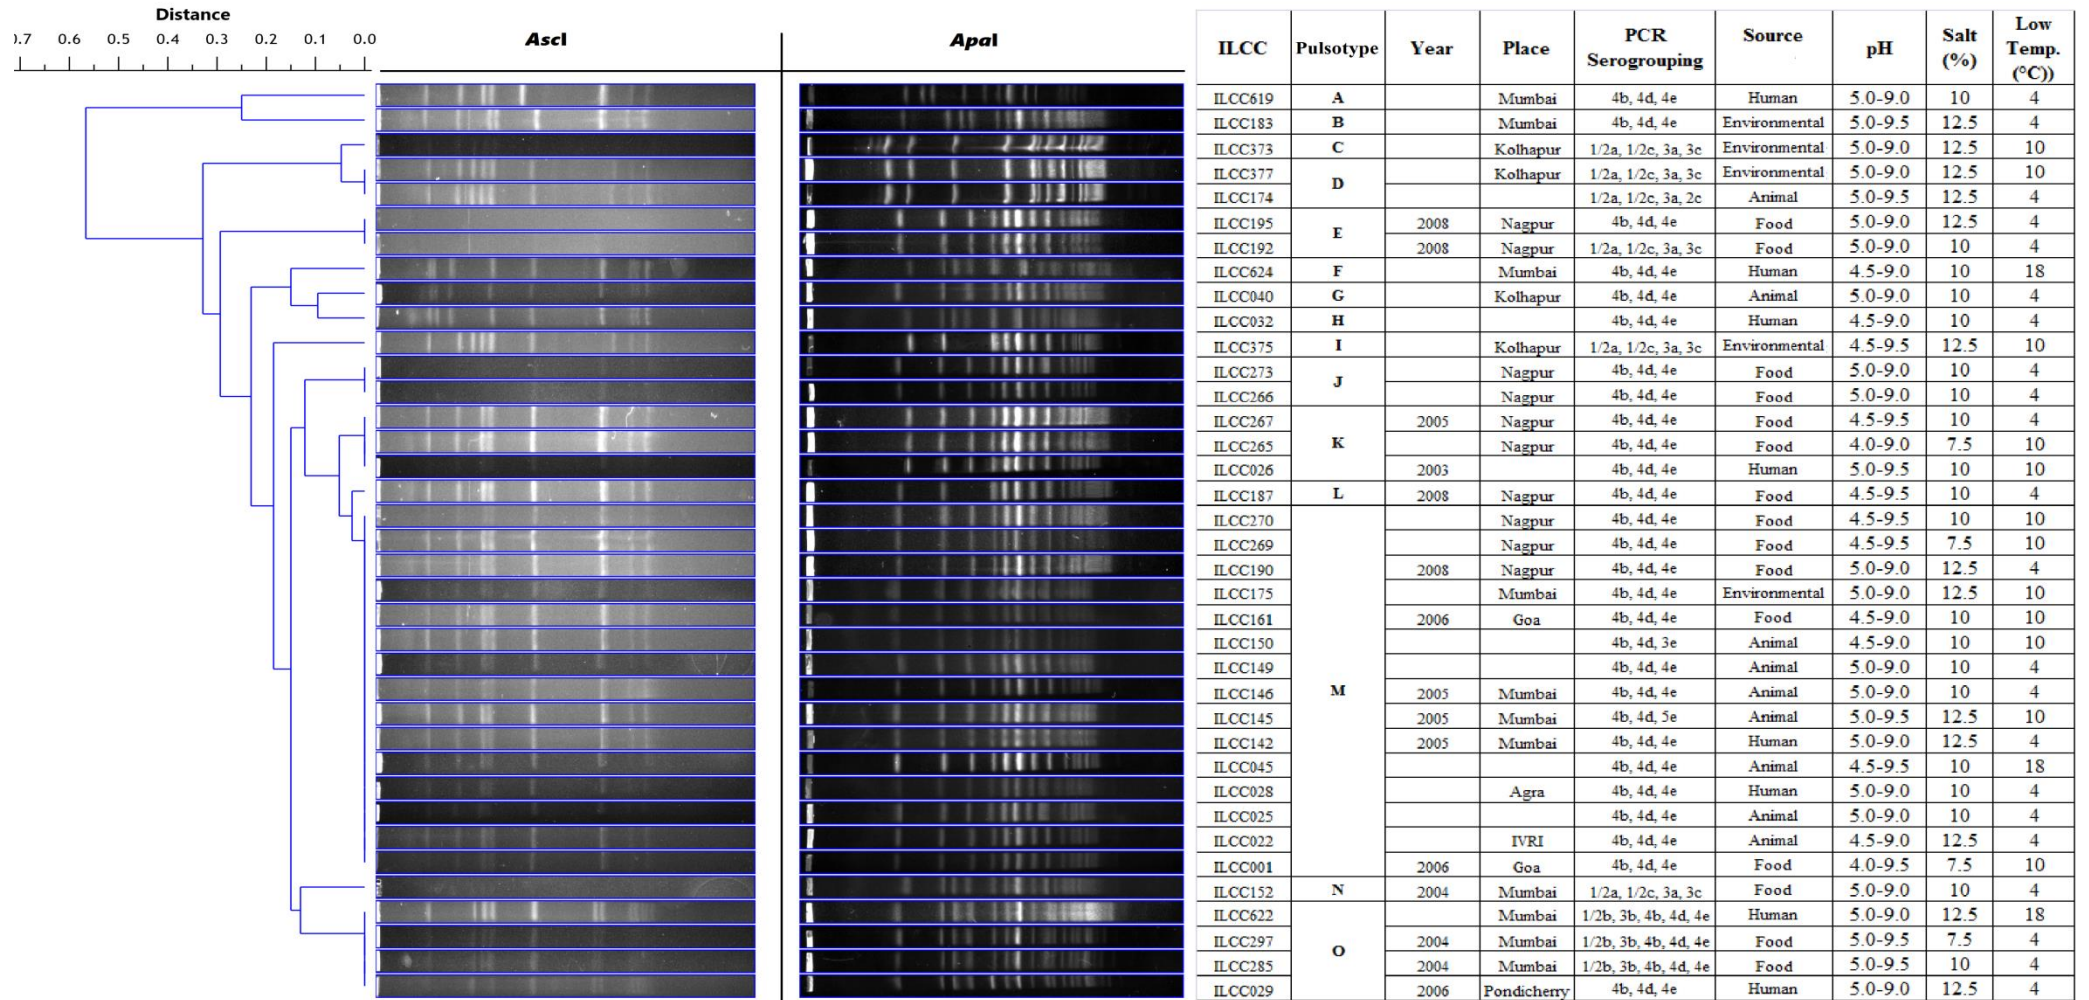 Distance
0.7 0.6 0.5 0.4 0.3 0.2 0.1 0.0
AscI
ApaI
ILCC Pulsotype Year Place PCR Serogrouping Source pH Salt (%) Low Temp. (°C))
ILCC619 A Mumbai 4b, 4d, 4e Human 5.0-9.0 10 4
ILCC183 B Mumbai 4b, 4d, 4e Environmental 5.0-9.5 12.5 4
ILCC373 C Kolhapur 1/2a, 1/2c, 3a, 3c Environmental 5.0-9.0 12.5 10
ILCC377 D Kolhapur 1/2a, 1/2c, 3a, 3c Environmental 5.0-9.0 12.5 10
ILCC174 1/2a, 1/2c, 3a, 2c Animal 5.0-9.5 12.5 4
ILCC195 E 2008 Nagpur 4b, 4d, 4e Food 5.0-9.0 12.5 4
ILCC192 2008 Nagpur 1/2a, 1/2c, 3a, 3c Food 5.0-9.0 10 4
ILCC624 F Mumbai 4b, 4d, 4e Human 4.5-9.0 10 18
ILCC040 G Kolhapur 4b, 4d, 4e Animal 5.0-9.0 10 4
ILCC032 H 4b, 4d, 4e Human 4.5-9.0 10 4
ILCC375 I Kolhapur 1/2a, 1/2c, 3a, 3c Environmental 4.5-9.5 12.5 10
ILCC273 J Nagpur 4b, 4d, 4e Food 5.0-9.0 10 4
ILCC266 Nagpur 4b, 4d, 4e Food 5.0-9.0 10 4
ILCC267 K 2005 Nagpur 4b, 4d, 4e Food 4.5-9.5 10 4
ILCC265 Nagpur 4b, 4d, 4e Food 4.0-9.0 7.5 10
ILCC026 2003 4b, 4d, 4e Human 5.0-9.5 10 10
ILCC187 L 2008 Nagpur 4b, 4d, 4e Food 4.5-9.5 10 4
ILCC270 Nagpur 4b, 4d, 4e Food 4.5-9.5 10 10
ILCC269 Nagpur 4b, 4d, 4e Food 4.5-9.5 7.5 10
ILCC190 2008 Nagpur 4b, 4d, 4e Food 5.0-9.0 12.5 4
ILCC175 Mumbai 4b, 4d, 4e Environmental 5.0-9.0 12.5 10
ILCC161 2006 Goa 4b, 4d, 4e Food 4.5-9.0 10 10
ILCC150 4b, 4d, 3e Animal 4.5-9.0 10 10
ILCC149 4b, 4d, 4e Animal 5.0-9.0 10 4
ILCC146 M 2005 Mumbai 4b, 4d, 4e Animal 5.0-9.0 10 4
ILCC145 2005 Mumbai 4b, 4d, 5e Animal 5.0-9.5 12.5 10
ILCC142 2005 Mumbai 4b, 4d, 4e Human 5.0-9.0 12.5 4
ILCC045 4b, 4d, 4e Animal 4.5-9.5 10 18
ILCC028 Agra 4b, 4d, 4e Human 5.0-9.0 10 4
ILCC025 4b, 4d, 4e Animal 5.0-9.0 10 4
ILCC022 IVRI 4b, 4d, 4e Animal 4.5-9.0 12.5 4
ILCC001 2006 Goa 4b, 4d, 4e Food 4.0-9.5 7.5 10
ILCC152 N 2004 Mumbai 1/2a, 1/2c, 3a, 3c Food 5.0-9.0 10 4
ILCC622 Mumbai 1/2b, 3b, 4b, 4d, 4e Human 5.0-9.0 12.5 18
ILCC297 O 2004 Mumbai 1/2b, 3b, 4b, 4d, 4e Food 5.0-9.5 7.5 4
ILCC285 2004 Mumbai 1/2b, 3b, 4b, 4d, 4e Food 5.0-9.5 10 4
ILCC029 2006 Pondicherry 4b, 4d, 4e Human 5.0-9.0 12.5 4